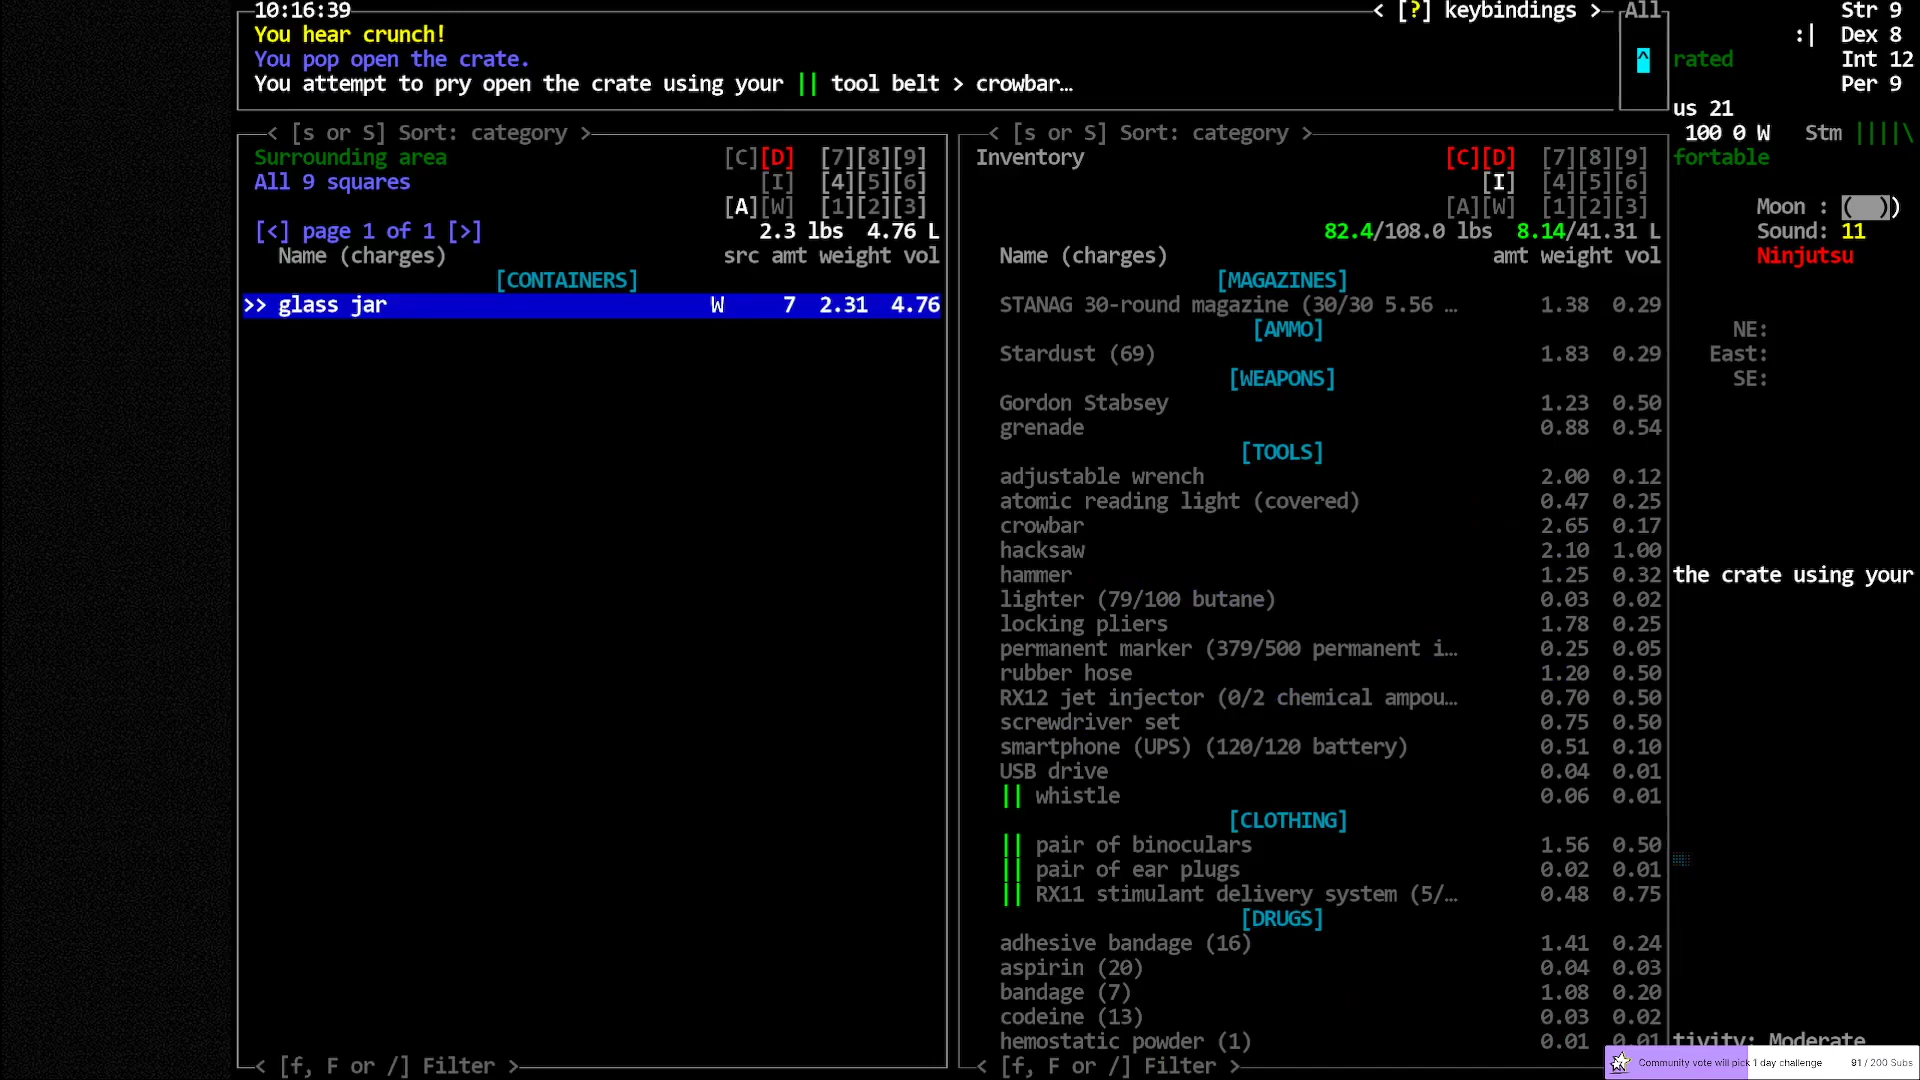 10:16:39
< [?] keybindings >
All
Str 9
You hear crunch!
:|
Dex 8
You pop open the crate.
^
rated
Int 12
You attempt to pry open the crate using your || tool belt > crowbar…
Per 9
us 21
< [s or S] Sort: category >
< [s or S] Sort: category >
100 0 W Stm ||||\
Surrounding area
[C][D] [7][8][9]
Inventory
[C][D] [7][8][9]
fortable
All 9 squares
[I] [4][5][6]
[I] [4][5][6]
[A][W] [1][2][3]
[A][W] [1][2][3]
Moon : ( ))
[<] page 1 of 1 [>]
2.3 lbs 4.76 L
82.4/108.0 lbs 8.14/41.31 L
Sound: 11
Name (charges) src amt weight vol
Name (charges) amt weight vol
Ninjutsu
[CONTAINERS]
[MAGAZINES]
>> glass jar W 7 2.31 4.76
STANAG 30-round magazine (30/30 5.56 … 1.38 0.29
[AMMO]
NE:
Stardust (69) 1.83 0.29
East:
[WEAPONS]
SE:
Gordon Stabsey 1.23 0.50
grenade 0.88 0.54
[TOOLS]
adjustable wrench 2.00 0.12
atomic reading light (covered) 0.47 0.25
crowbar 2.65 0.17
hacksaw 2.10 1.00
hammer 1.25 0.32
the crate using your
lighter (79/100 butane) 0.03 0.02
locking pliers 1.78 0.25
permanent marker (379/500 permanent i… 0.25 0.05
rubber hose 1.20 0.50
RX12 jet injector (0/2 chemical ampou… 0.70 0.50
screwdriver set 0.75 0.50
smartphone (UPS) (120/120 battery) 0.51 0.10
USB drive 0.04 0.01
|| whistle 0.06 0.01
[CLOTHING]
|| pair of binoculars 1.56 0.50
|| pair of ear plugs 0.02 0.01
|| RX11 stimulant delivery system (5/… 0.48 0.75
[DRUGS]
adhesive bandage (16) 1.41 0.24
aspirin (20) 0.04 0.03
bandage (7) 1.08 0.20
codeine (13) 0.03 0.02
hemostatic powder (1) 0.01 0.01
tivity: Moderate
< [f, F or /] Filter >
< [f, F or /] Filter >
Community vote will pick 1 day challenge 91 / 200 Subs